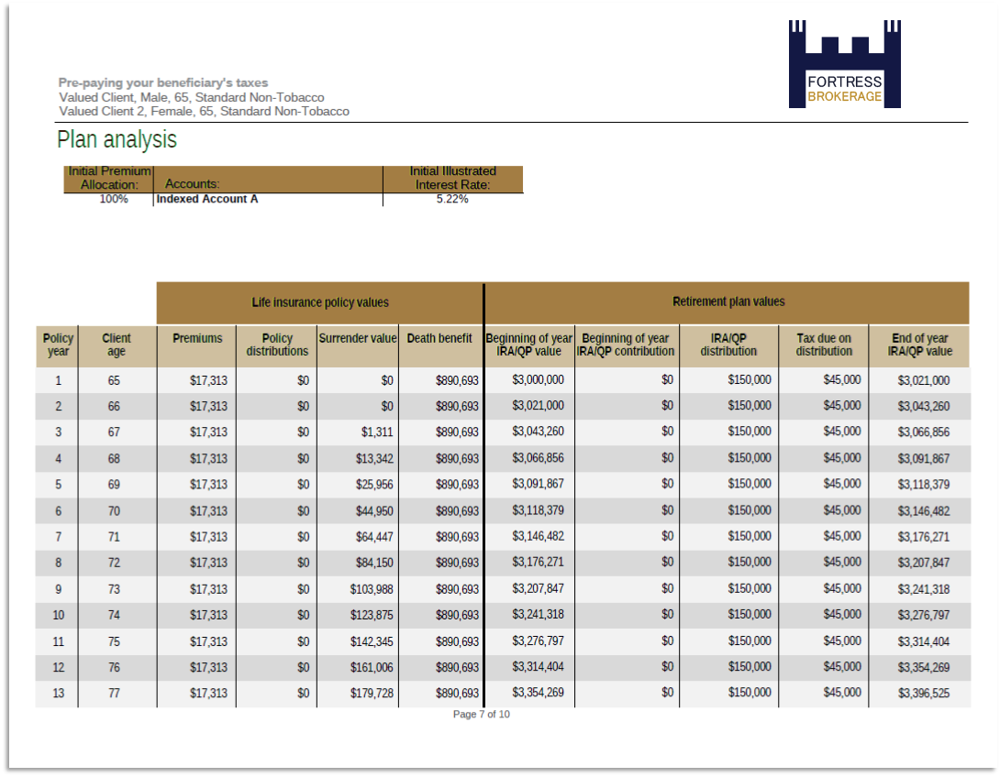 FORTRESS
BROKERAGE
Pre-paying your beneficiary's taxes
Valued Client, Male, 65, Standard Non-Tobacco
Valued Client 2, Female, 65, Standard Non-Tobacco
Plan analysis
Initial Premium Allocation: Accounts: Initial Illustrated Interest Rate:
100% Indexed Account A 5.22%
Life insurance policy values Retirement plan values
Policy year Client age Premiums Policy distributions Surrender value Death benefit Beginning of year IRA/QP value Beginning of year IRA/QP contribution IRA/QP distribution Tax due on distribution End of year IRA/QP value
1 65 $17,313 $0 $0 $890,693 $3,000,000 $0 $150,000 $45,000 $3,021,000
2 66 $17,313 $0 $0 $890,693 $3,021,000 $0 $150,000 $45,000 $3,043,260
3 67 $17,313 $0 $1,311 $890,693 $3,043,260 $0 $150,000 $45,000 $3,066,856
4 68 $17,313 $0 $13,342 $890,693 $3,066,856 $0 $150,000 $45,000 $3,091,867
5 69 $17,313 $0 $25,956 $890,693 $3,091,867 $0 $150,000 $45,000 $3,118,379
6 70 $17,313 $0 $44,950 $890,693 $3,118,379 $0 $150,000 $45,000 $3,146,482
7 71 $17,313 $0 $64,447 $890,693 $3,146,482 $0 $150,000 $45,000 $3,176,271
8 72 $17,313 $0 $84,150 $890,693 $3,176,271 $0 $150,000 $45,000 $3,207,847
9 73 $17,313 $0 $103,988 $890,693 $3,207,847 $0 $150,000 $45,000 $3,241,318
10 74 $17,313 $0 $123,875 $890,693 $3,241,318 $0 $150,000 $45,000 $3,276,797
11 75 $17,313 $0 $142,345 $890,693 $3,276,797 $0 $150,000 $45,000 $3,314,404
12 76 $17,313 $0 $161,006 $890,693 $3,314,404 $0 $150,000 $45,000 $3,354,269
13 77 $17,313 $0 $179,728 $890,693 $3,354,269 $0 $150,000 $45,000 $3,396,525
Page 7 of 10